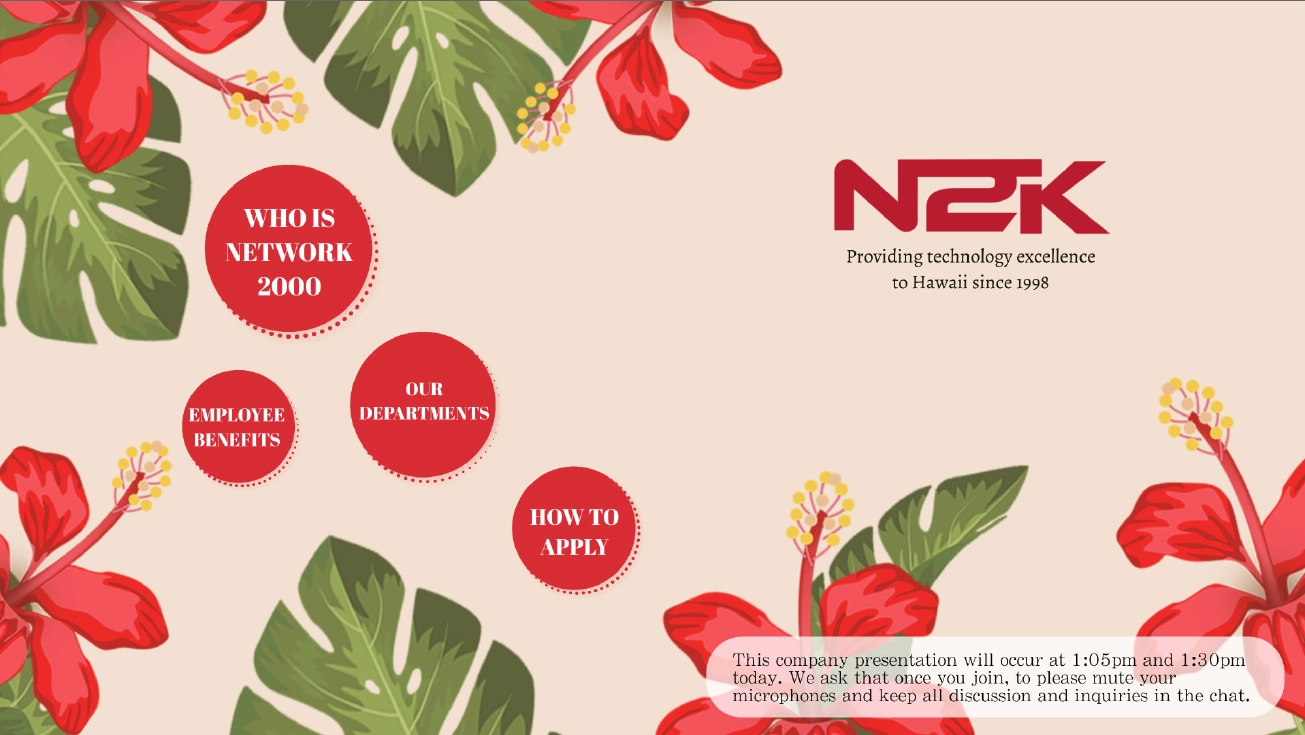 WHO IS
NETWORK
2000
EMPLOYEE
BENEFITS
OUR
DEPARTMENTS
HOW TO
APPLY
N2K
Providing technology excellence
to Hawaii since 1998
This company presentation will occur at 1:05pm and 1:30pm
today. We ask that once you join, to please mute your
microphones and keep all discussion and inquiries in the chat.